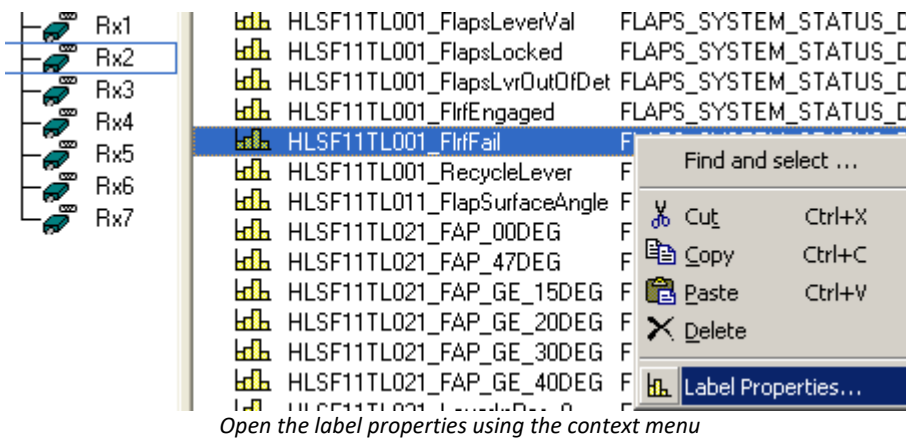 Rx1
Rx2
Rx3
Rx4
Rx5
Rx6
Rx7
HLSF11TL001_FlapsLeverVal FLAPS_SYSTEM_STATUS_D
HLSF11TL001_FlapsLocked FLAPS_SYSTEM_STATUS_D
HLSF11TL001_FlapsLvrOutOfDet FLAPS_SYSTEM_STATUS_D
HLSF11TL001_FlrfEngaged FLAPS_SYSTEM_STATUS_D
HLSF11TL001_FlrfFail
HLSF11TL001_RecycleLever F
HLSF11TL011_FlapSurfaceAngle F
HLSF11TL021_FAP_00DEG F
HLSF11TL021_FAP_47DEG F
HLSF11TL021_FAP_GE_15DEG F
HLSF11TL021_FAP_GE_20DEG F
HLSF11TL021_FAP_GE_30DEG F
HLSF11TL021_FAP_GE_40DEG F
Find and select ...
Cut Ctrl+X
Copy Ctrl+C
Paste Ctrl+V
Delete
Label Properties...
Open the label properties using the context menu